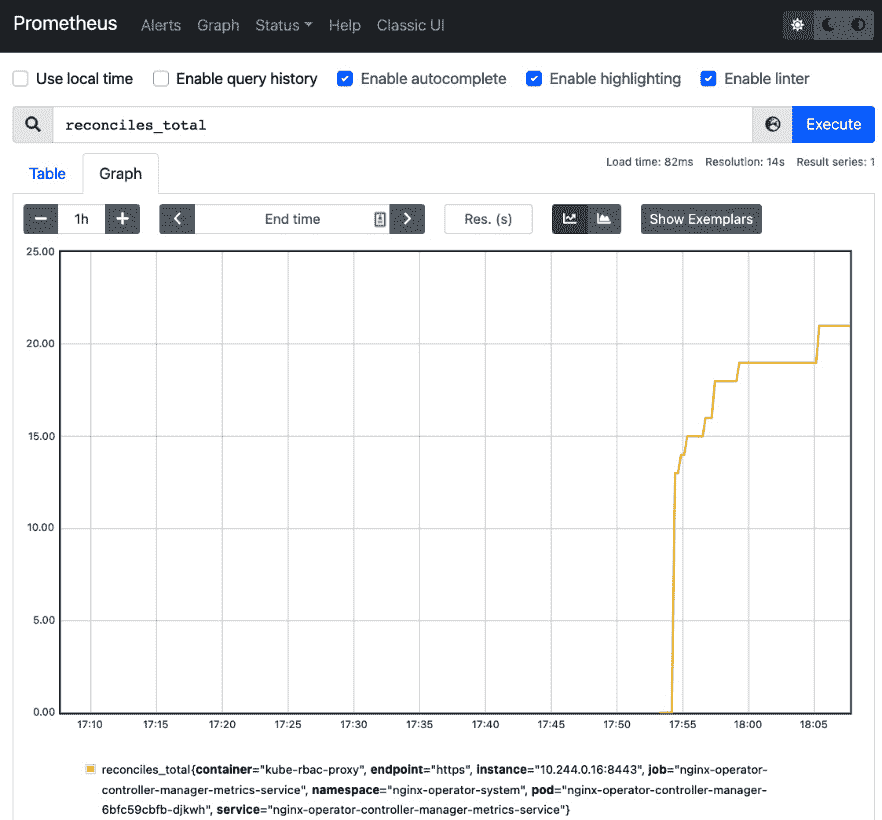 Prometheus Alerts Graph Status Help Classic UI
Use local time Enable query history Enable autocomplete Enable highlighting Enable linter
reconciles_total Execute
Load time: 82ms Resolution: 14s Result series: 1
Table Graph
1h End time Res. (s) Show Exemplars
25.00
20.00
15.00
10.00
5.00
0.00
17:10 17:15 17:20 17:25 17:30 17:35 17:40 17:45 17:50 17:55 18:00 18:05
reconciles_total{container="kube-rbac-proxy", endpoint="https", instance="10.244.0.16:8443", job="nginx-operator-
controller-manager-metrics-service", namespace="nginx-operator-system", pod="nginx-operator-controller-manager-
6bfc59cbfb-djkwh", service="nginx-operator-controller-manager-metrics-service"}